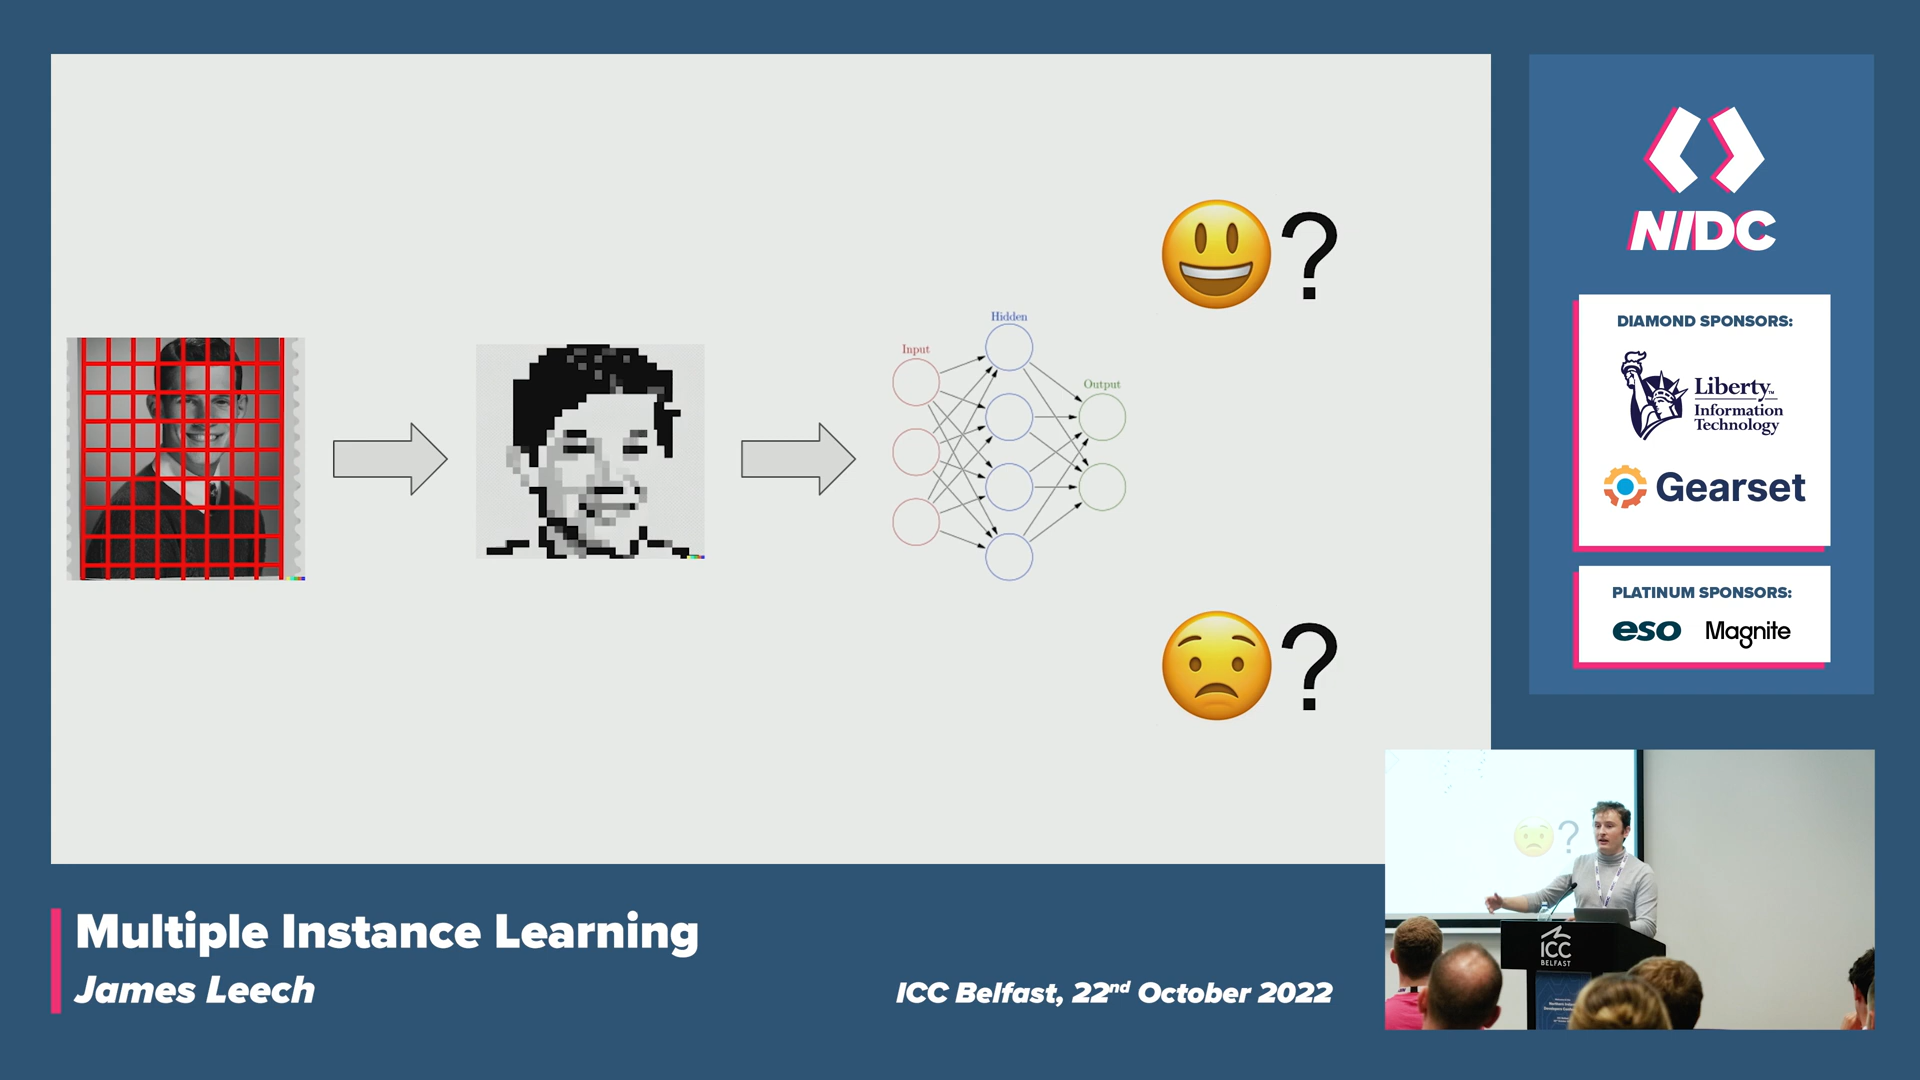 ?
Hidden
Input
Output
?
NIDC
DIAMOND SPONSORS:
Liberty™
Information
Technology
Gearset
PLATINUM SPONSORS:
eso Magnite
?
ICC
BELFAST
Multiple Instance Learning
James Leech
ICC Belfast, 22nd October 2022